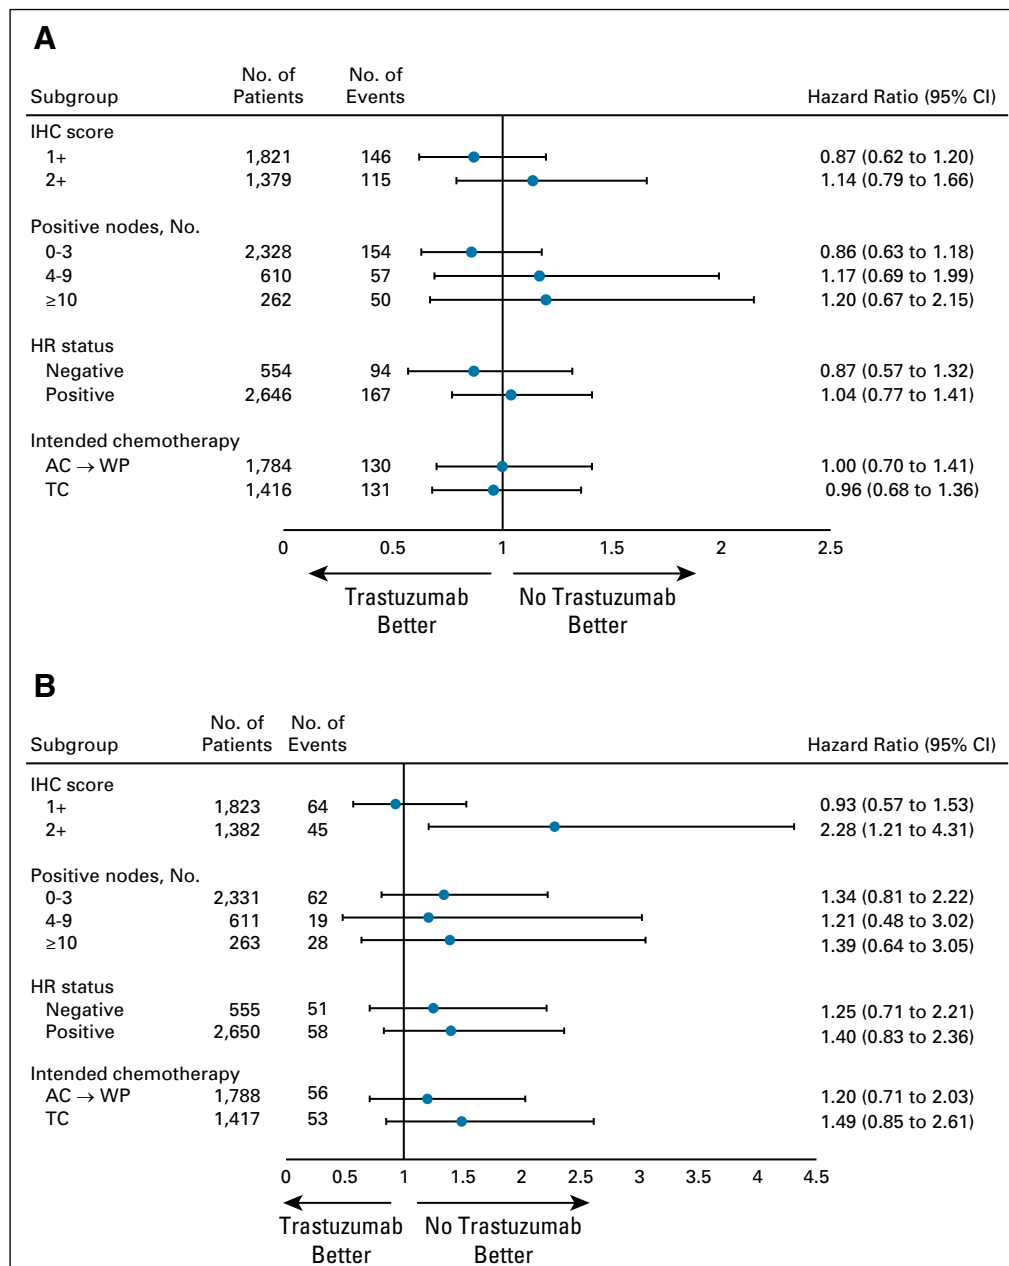 A
Subgroup No. of Patients No. of Events Hazard Ratio (95% CI)
IHC score
1+ 1,821 146 0.87 (0.62 to 1.20)
2+ 1,379 115 1.14 (0.79 to 1.66)
Positive nodes, No.
0-3 2,328 154 0.86 (0.63 to 1.18)
4-9 610 57 1.17 (0.69 to 1.99)
≥10 262 50 1.20 (0.67 to 2.15)
HR status
Negative 554 94 0.87 (0.57 to 1.32)
Positive 2,646 167 1.04 (0.77 to 1.41)
Intended chemotherapy
AC → WP 1,784 130 1.00 (0.70 to 1.41)
TC 1,416 131 0.96 (0.68 to 1.36)
0 0.5 1 1.5 2 2.5
Trastuzumab Better No Trastuzumab Better
B
Subgroup No. of Patients No. of Events Hazard Ratio (95% CI)
IHC score
1+ 1,823 64 0.93 (0.57 to 1.53)
2+ 1,382 45 2.28 (1.21 to 4.31)
Positive nodes, No.
0-3 2,331 62 1.34 (0.81 to 2.22)
4-9 611 19 1.21 (0.48 to 3.02)
≥10 263 28 1.39 (0.64 to 3.05)
HR status
Negative 555 51 1.25 (0.71 to 2.21)
Positive 2,650 58 1.40 (0.83 to 2.36)
Intended chemotherapy
AC → WP 1,788 56 1.20 (0.71 to 2.03)
TC 1,417 53 1.49 (0.85 to 2.61)
0 0.5 1 1.5 2 2.5 3 3.5 4 4.5
Trastuzumab Better No Trastuzumab Better